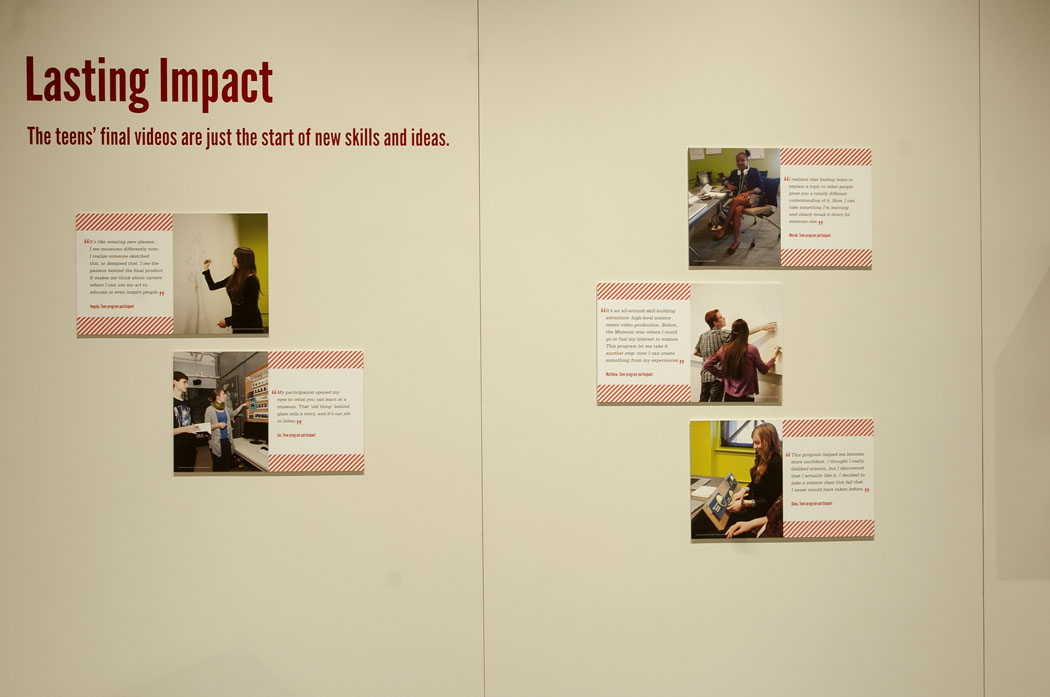 Lasting Impact
The teens' final videos are just the start of new skills and ideas.
“It's like wearing new glasses:
I see museums differently now.
I realize someone sketched
this, or designed that. I see the
passion behind the final product.
It makes me think about careers
where I can use my art to
educate or even inspire people.”
Angela, Teen program participant
“My participation opened my
eyes to what you can learn at a
museum. That 'old thing' behind
glass tells a story, and it's our job
to listen.”
Teen program participant
“I realized that finding ways to
explain a topic to other people
gives you a totally different
understanding of it. Now, I can
take something I'm learning
and clearly break it down for
someone else.”
Mariah, Teen program participant
“It's an all-around skill-building
adventure: high-level science
meets video production. Before,
the Museum was where I could
go to fuel my interest in science.
This program let me take it
another step: now I can create
something from my experiences.”
Matthew, Teen program participant
“This program helped me become
more confident. I thought I really
disliked science, but I discovered
that I actually like it. I decided to
take a science class this fall that
I never would have taken before.”
Teen program participant